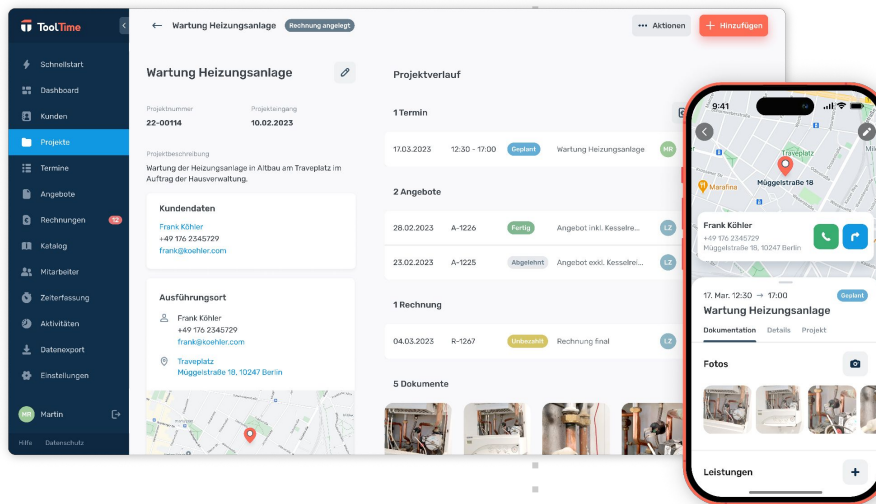 ToolTime
Schnellstart
Dashboard
Kunden
Projekte
Termine
Angebote
Rechnungen 12
Katalog
Mitarbeiter
Zeiterfassung
Aktivitäten
Datenexport
Einstellungen
MR Martin
Hilfe Datenschutz
Wartung Heizungsanlage Rechnung angelegt
Aktionen
Hinzufügen
Wartung Heizungsanlage
Projektnummer Projekteingang
22-00114 10.02.2023
Projektbeschreibung
Wartung der Heizungsanlage in Altbau am Traveplatz im
Auftrag der Hausverwaltung.
Kundendaten
Frank Köhler
+49 176 2345729
frank@koehler.com
Ausführungsort
Frank Köhler
+49 176 2345729
frank@koehler.com
Traveplatz
Müggelstraße 18, 10247 Berlin
Projektverlauf
1 Termin
17.03.2023 12:30 - 17:00 Geplant Wartung Heizungsanlage MR
2 Angebote
28.02.2023 A-1226 Fertig Angebot inkl. Kesselre... LZ
23.02.2023 A-1225 Abgelehnt Angebot exkl. Kesselrei... LZ
1 Rechnung
04.03.2023 R-1267 Unbezahlt Rechnung final LZ
5 Dokumente
9:41
Traveplatz
Marafina
Müggelstraße 18
Frank Köhler
+49 176 2345729
Müggelstraße 18, 10247 Berlin
17. Mar. 12:30 → 17:00 Geplant
Wartung Heizungsanlage
Dokumentation Details Projekt
Fotos
Leistungen